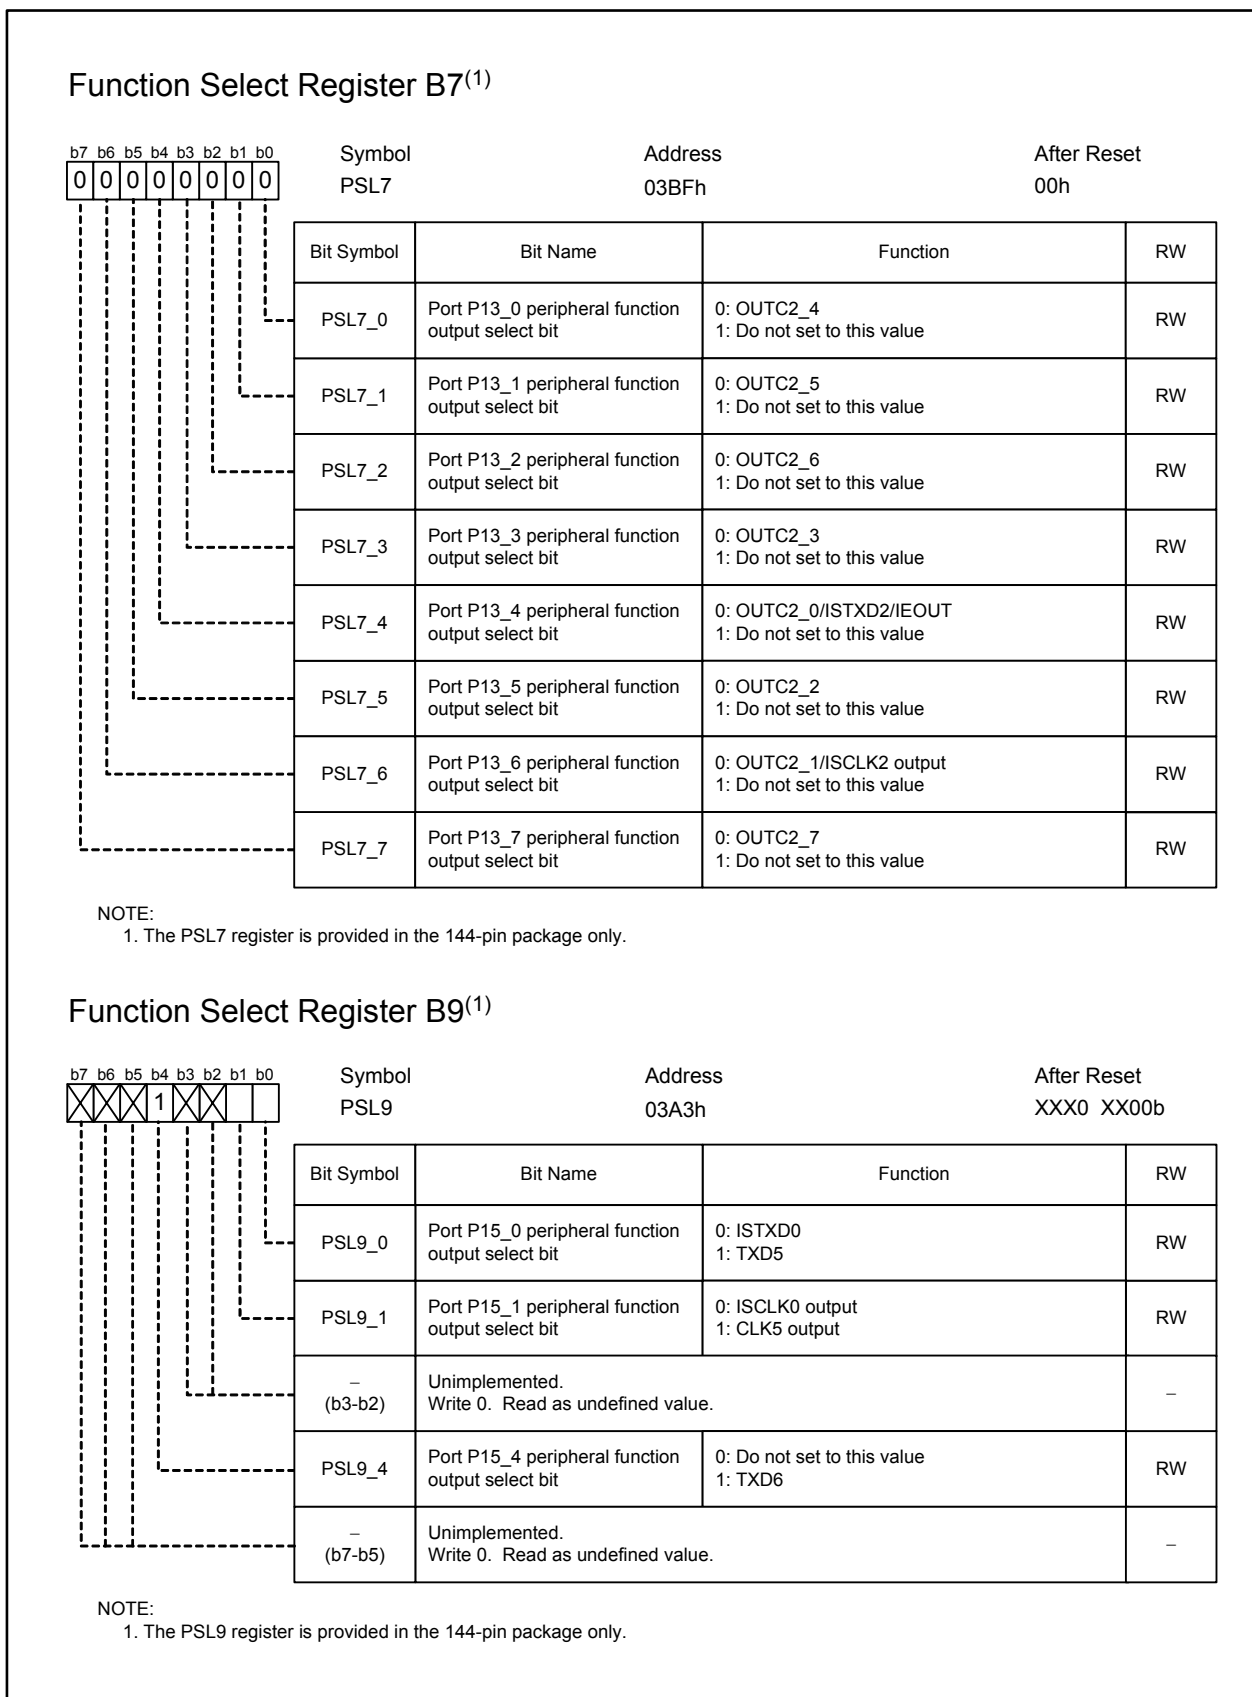 Function Select Register B7(1)
b7 b6 b5 b4 b3 b2 b1 b0
0 0 0 0 0 0 0 0
Symbol Address After Reset
PSL7 03BFh 00h
Bit Symbol Bit Name Function RW
PSL7_0 Port P13_0 peripheral function output select bit 0: OUTC2_4 1: Do not set to this value RW
PSL7_1 Port P13_1 peripheral function output select bit 0: OUTC2_5 1: Do not set to this value RW
PSL7_2 Port P13_2 peripheral function output select bit 0: OUTC2_6 1: Do not set to this value RW
PSL7_3 Port P13_3 peripheral function output select bit 0: OUTC2_3 1: Do not set to this value RW
PSL7_4 Port P13_4 peripheral function output select bit 0: OUTC2_0/ISTXD2/IEOUT 1: Do not set to this value RW
PSL7_5 Port P13_5 peripheral function output select bit 0: OUTC2_2 1: Do not set to this value RW
PSL7_6 Port P13_6 peripheral function output select bit 0: OUTC2_1/ISCLK2 output 1: Do not set to this value RW
PSL7_7 Port P13_7 peripheral function output select bit 0: OUTC2_7 1: Do not set to this value RW
NOTE:
1. The PSL7 register is provided in the 144-pin package only.
Function Select Register B9(1)
b7 b6 b5 b4 b3 b2 b1 b0
1
Symbol Address After Reset
PSL9 03A3h XXX0 XX00b
Bit Symbol Bit Name Function RW
PSL9_0 Port P15_0 peripheral function output select bit 0: ISTXD0 1: TXD5 RW
PSL9_1 Port P15_1 peripheral function output select bit 0: ISCLK0 output 1: CLK5 output RW
– (b3-b2) Unimplemented. Write 0. Read as undefined value. –
PSL9_4 Port P15_4 peripheral function output select bit 0: Do not set to this value 1: TXD6 RW
– (b7-b5) Unimplemented. Write 0. Read as undefined value. –
NOTE:
1. The PSL9 register is provided in the 144-pin package only.